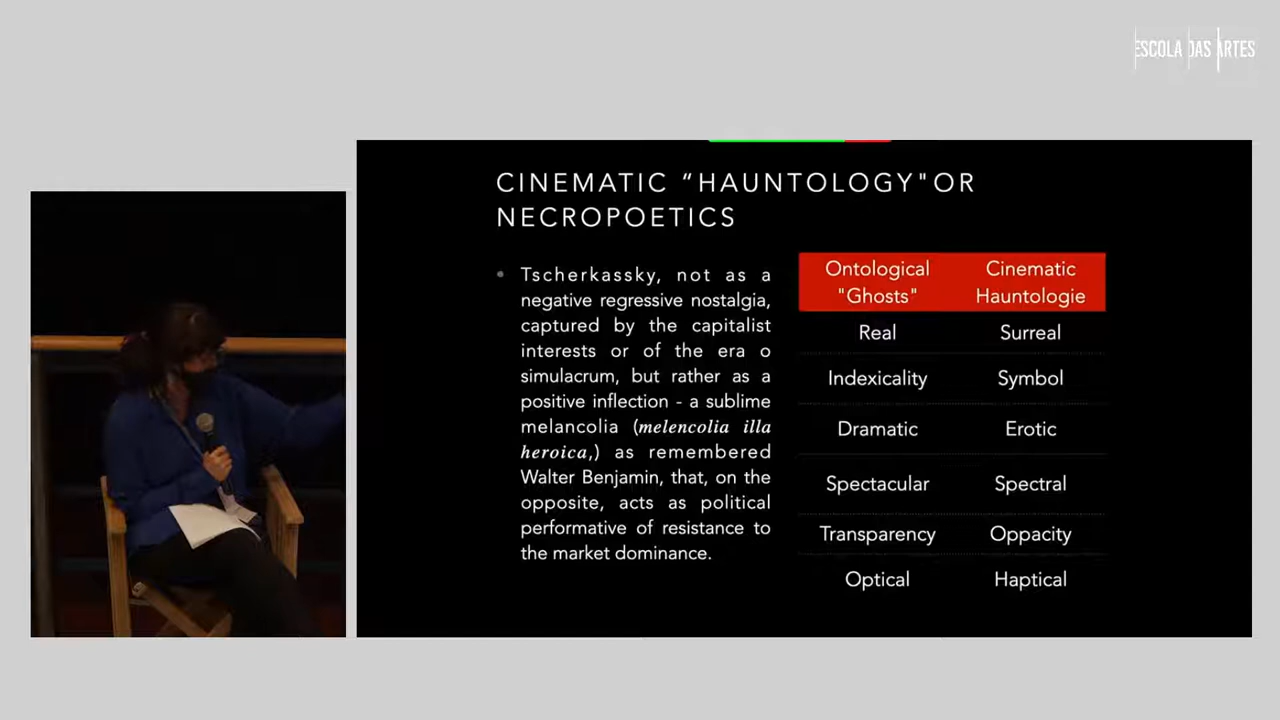 ESCOLA DAS ARTES
CINEMATIC “HAUNTOLOGY"OR
NECROPOETICS
Tscherkassky, not as a
negative regressive nostalgia,
captured by the capitalist
interests or of the era o
simulacrum, but rather as a
positive inflection - a sublime
melancolia (melencolia illa
heroica,) as remembered
Walter Benjamin, that, on the
opposite, acts as political
performative of resistance to
the market dominance.
Ontological Cinematic
"Ghosts" Hauntologie
Real Surreal
Indexicality Symbol
Dramatic Erotic
Spectacular Spectral
Transparency Oppacity
Optical Haptical